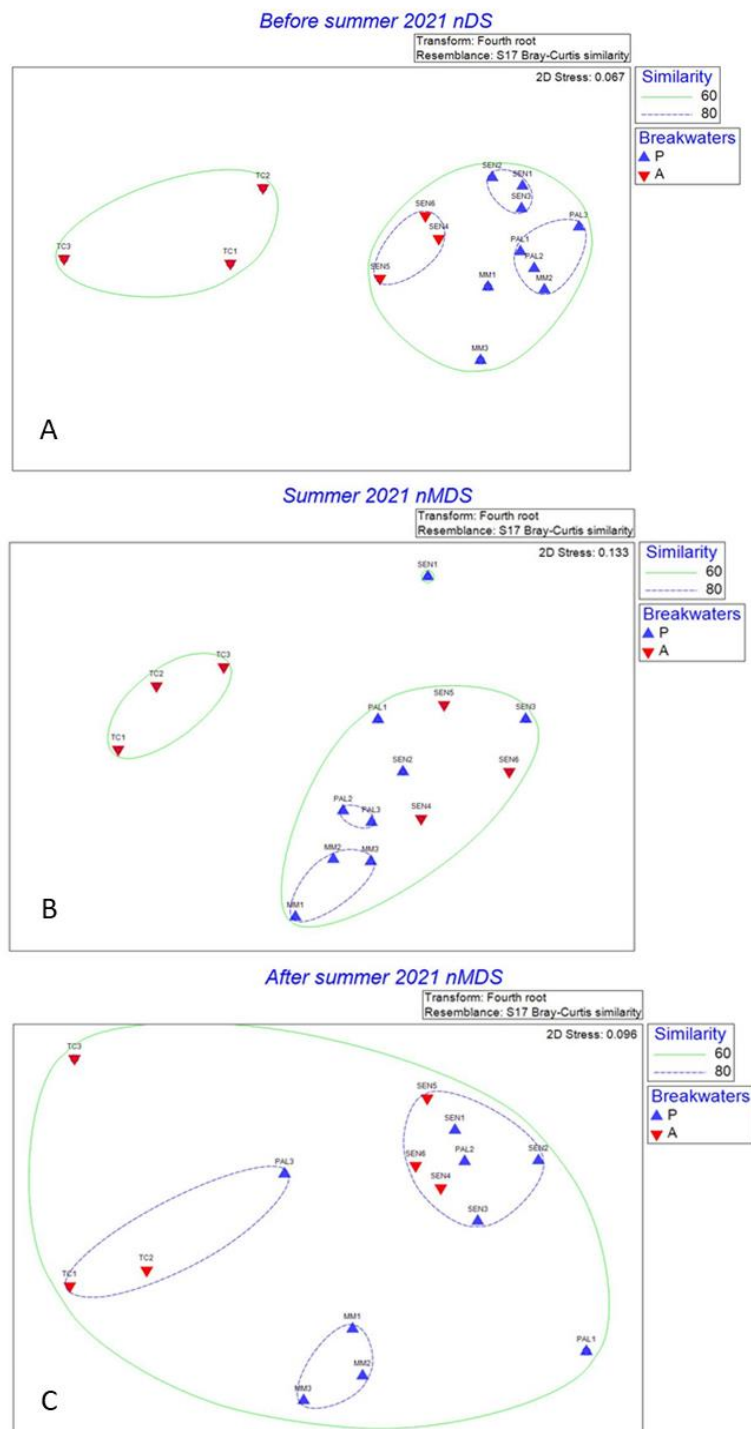 Before summer 2021 nDS
Transform: Fourth root
Resemblance: S17 Bray-Curtis similarity
2D Stress: 0.067
Similarity
60
80
Breakwaters
P
A
TC2
TC3
TC1
SEN2
SEN1
SEN3
SEN6
SEN4
SEN5
PAL3
PAL1
PAL2
MM2
MM1
MM3
A
Summer 2021 nMDS
Transform: Fourth root
Resemblance: S17 Bray-Curtis similarity
2D Stress: 0.133
Similarity
60
80
Breakwaters
P
A
SEN1
TC3
TC2
TC1
SEN5
PAL1
SEN3
SEN2
SEN6
PAL2
PAL3
SEN4
MM2
MM3
MM1
B
After summer 2021 nMDS
Transform: Fourth root
Resemblance: S17 Bray-Curtis similarity
2D Stress: 0.096
Similarity
60
80
Breakwaters
P
A
TC3
SEN5
SEN1
SEN6
PAL2
SEN2
SEN4
PAL3
SEN3
TC2
TC1
MM1
PAL1
MM2
MM3
C